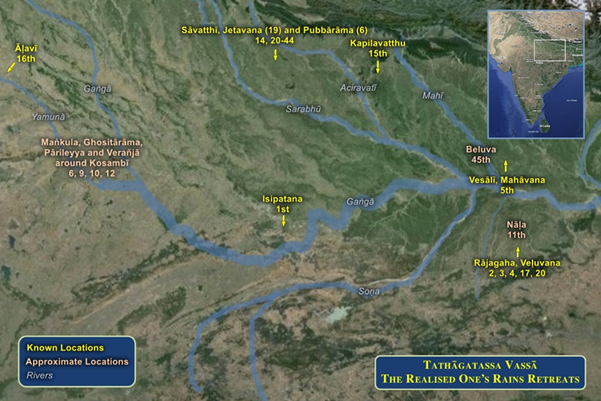 Sāvatthī, Jetavana (19) and Pubbārāma (6)
14, 20-44
Kapilavatthu
15th
Āḷavī
16th
Gaṅgā
Yamunā
Aciravatī
Mahī
Sarabhū
Maṅkula, Ghositārāma,
Pārileyya and Verañjā
around Kosambī
6, 9, 10, 12
Beluva
45th
Vesālī, Mahāvana
5th
Isipatana
1st
Gaṅgā
Nāḷa
11th
Rājagaha, Veḷuvana
2, 3, 4, 17, 20
Soṇa
Known Locations
Approximate Locations
Rivers
Tathāgatassa Vassā
The Realised One's Rains Retreats